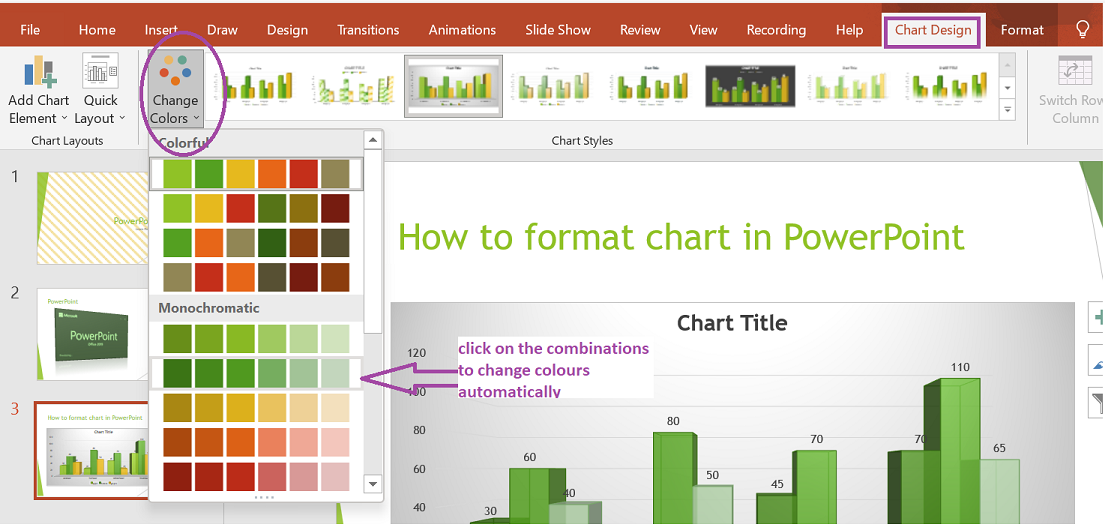 File Home Insert Draw Design Transitions Animations Slide Show Review View Recording Help Chart Design Format
Add Chart
Element
Quick
Layout
Change
Colors
Switch Row
Column
Chart Layouts
Chart Styles
Colorful
Monochromatic
1
2
PowerPoint
Microsoft
PowerPoint
3
How to format chart in PowerPoint
Chart Title
How to format chart in PowerPoint
Chart Title
click on the combinations
to change colours
automatically
120
100
80
60
40
30
60
40
80
50
45
70
70
110
65